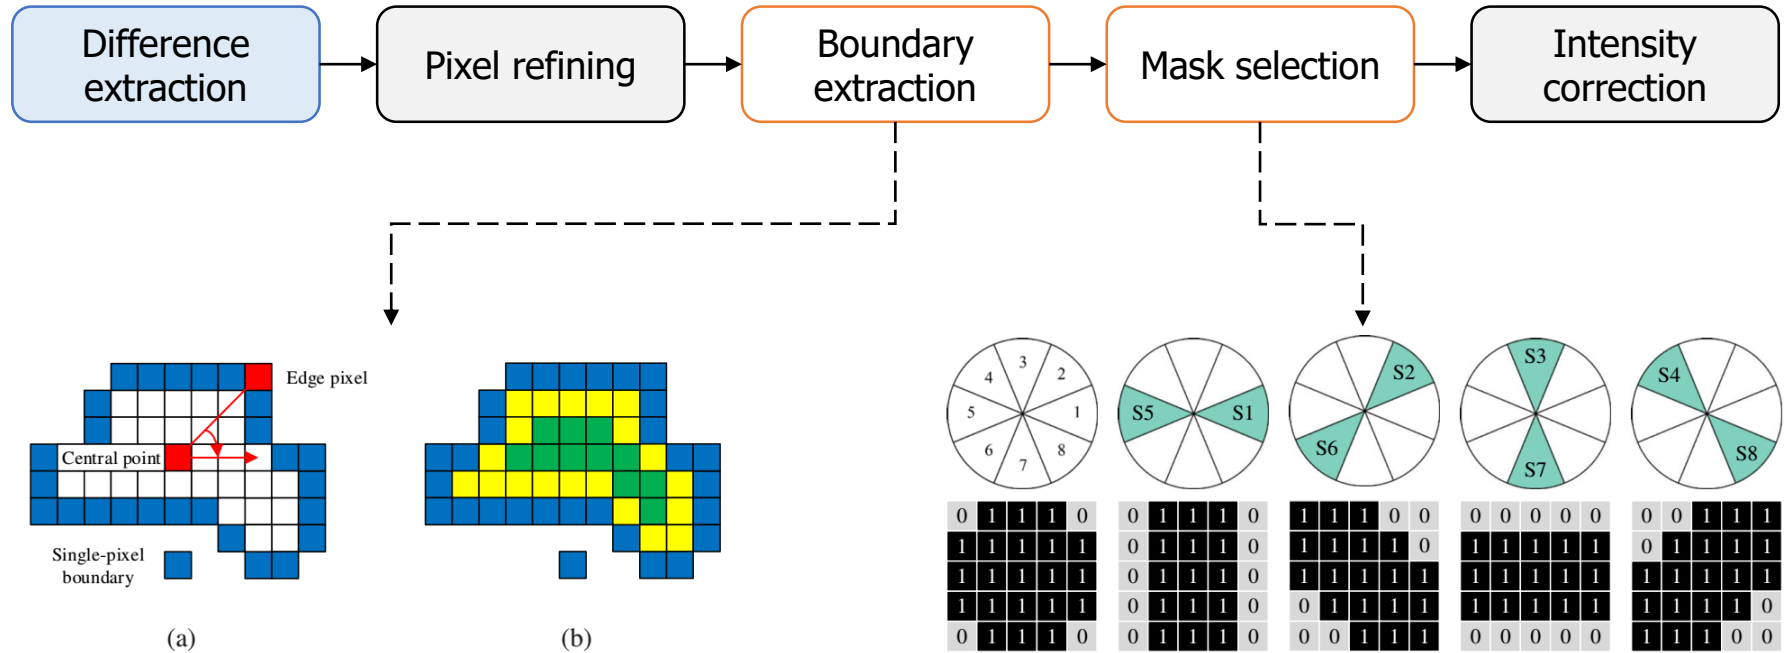 Difference
extraction
Pixel refining
Boundary
extraction
Mask selection
Intensity
correction
Edge pixel
Central point
Single-pixel
boundary
(a)
(b)
3
4
2
5
1
6
8
7
S5
S1
S2
S6
S3
S7
S4
S8
0 1 1 1 0
1 1 1 1 1
1 1 1 1 1
1 1 1 1 1
0 1 1 1 0
0 1 1 1 0
0 1 1 1 0
0 1 1 1 0
0 1 1 1 0
0 1 1 1 0
1 1 1 0 0
1 1 1 1 0
1 1 1 1 1
0 1 1 1 1
0 0 1 1 1
0 0 0 0 0
1 1 1 1 1
1 1 1 1 1
1 1 1 1 1
0 0 0 0 0
0 0 1 1 1
0 1 1 1 1
1 1 1 1 1
1 1 1 1 0
1 1 1 0 0